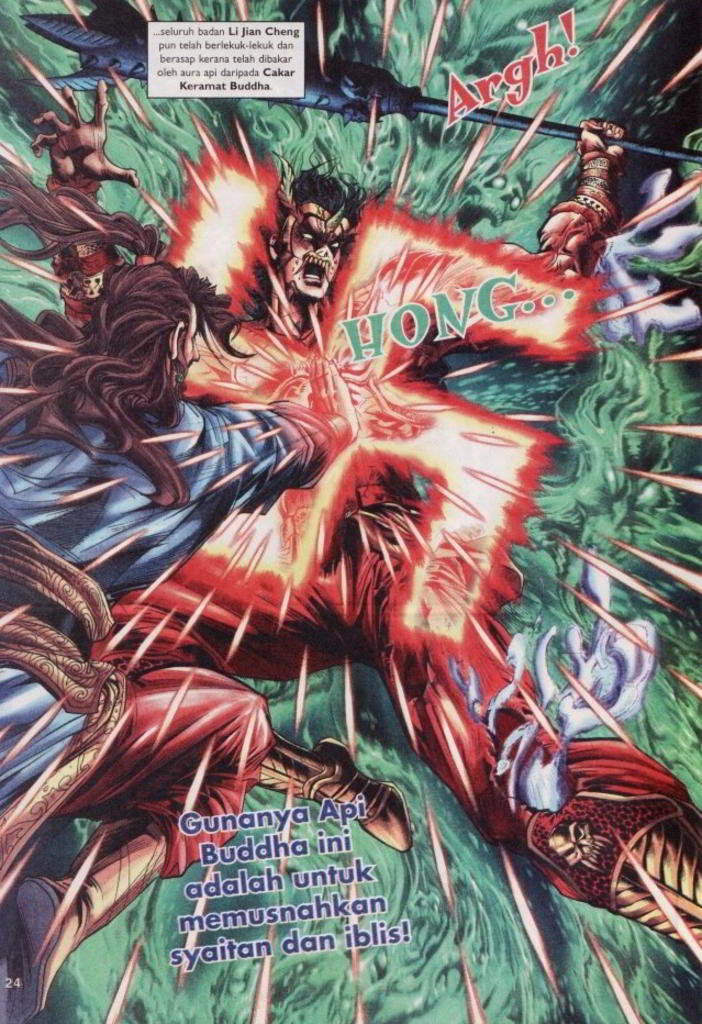 ...seluruh badan Li Jian Cheng
pun telah berlekuk-lekuk dan
berasap kerana telah dibakar
oleh aura api daripada Cakar
Keramat Buddha.
Argh!
HONG...
Gunanya Api
Buddha ini
adalah untuk
memusnahkan
syaitan dan iblis!
24